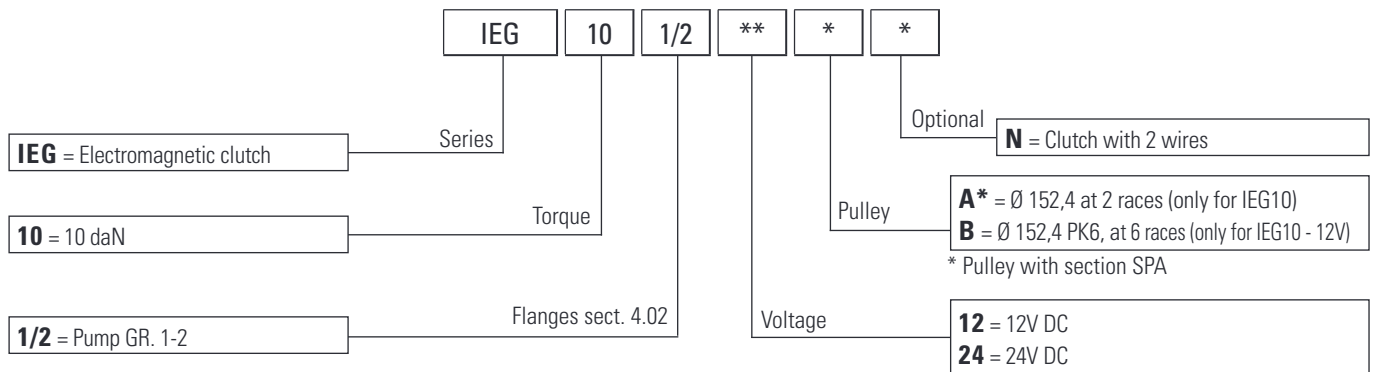 IEG 10 1/2 ** * *
Optional
N = Clutch with 2 wires
Series
IEG = Electromagnetic clutch
A* = Ø 152,4 at 2 races (only for IEG10)
Pulley
B = Ø 152,4 PK6, at 6 races (only for IEG10 - 12V)
* Pulley with section SPA
Torque
10 = 10 daN
Flanges sect. 4.02
1/2 = Pump GR. 1-2
Voltage
12 = 12V DC
24 = 24V DC